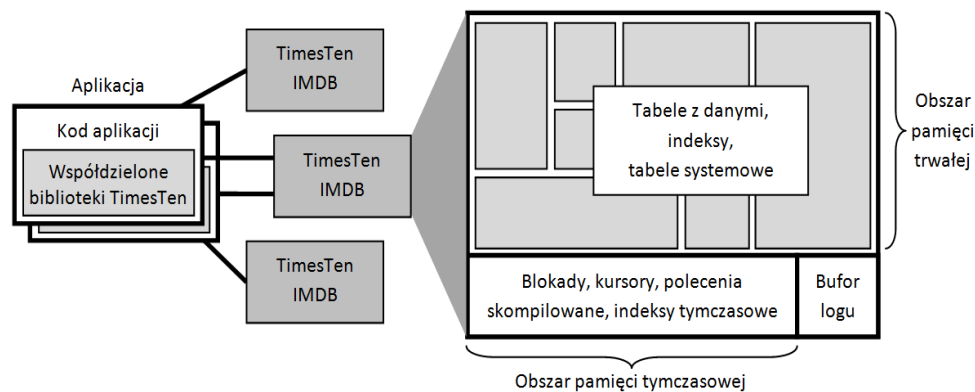 Aplikacja
Kod aplikacji
Współdzielone
biblioteki TimesTen
TimesTen
IMDB
TimesTen
IMDB
TimesTen
IMDB
Tabele z danymi,
indeksy,
tabele systemowe
Obszar
pamięci
trwałej
Blokady, kursory, polecenia
skompilowane, indeksy tymczasowe
Bufor
logu
Obszar pamięci tymczasowej